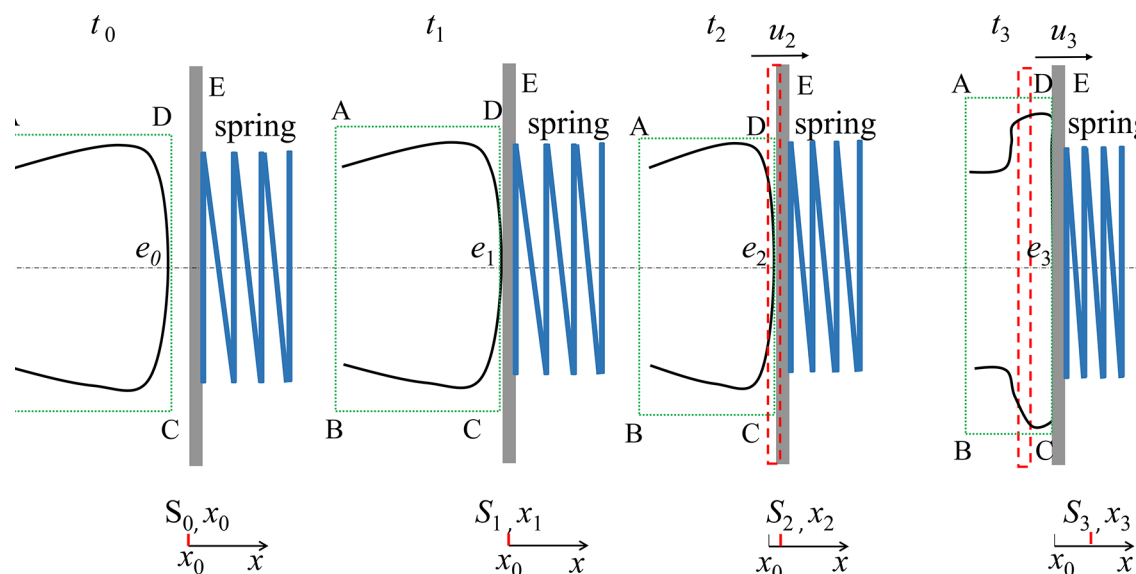 t0 t1 t2 u2 t3 u3
E E E E
A D A D A D A D
spring spring spring spring
e0 e1 e2 e3
B C B C B C
C
S0, x0 S1, x1 S2, x2 S3, x3
x0 x x0 x x0 x x0 x